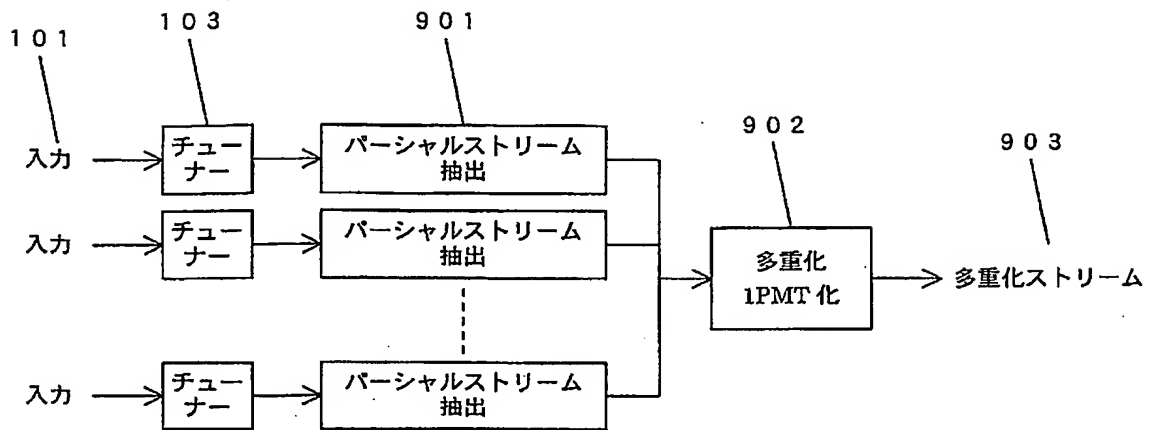 101
103
901
902
903
入力
チュー
ナー
パーシャルストリーム
抽出
入力
チュー
ナー
パーシャルストリーム
抽出
多重化
1PMT化
多重化ストリーム
入力
チュー
ナー
パーシャルストリーム
抽出